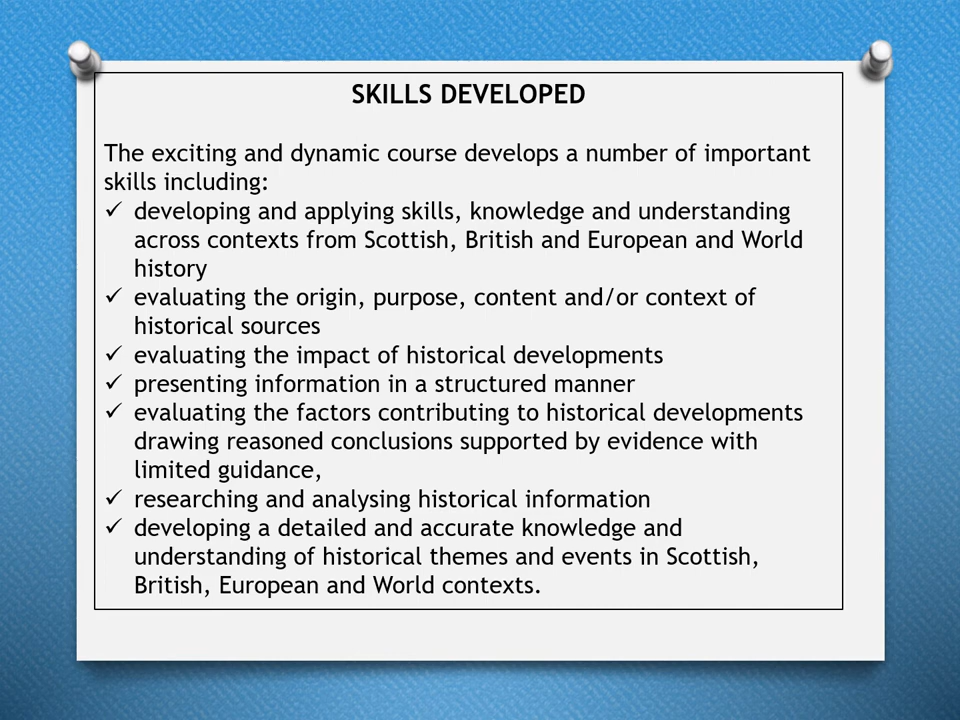 SKILLS DEVELOPED
The exciting and dynamic course develops a number of important
skills including:
✓ developing and applying skills, knowledge and understanding
across contexts from Scottish, British and European and World
history
✓ evaluating the origin, purpose, content and/or context of
historical sources
✓ evaluating the impact of historical developments
✓ presenting information in a structured manner
✓ evaluating the factors contributing to historical developments
drawing reasoned conclusions supported by evidence with
limited guidance,
✓ researching and analysing historical information
✓ developing a detailed and accurate knowledge and
understanding of historical themes and events in Scottish,
British, European and World contexts.